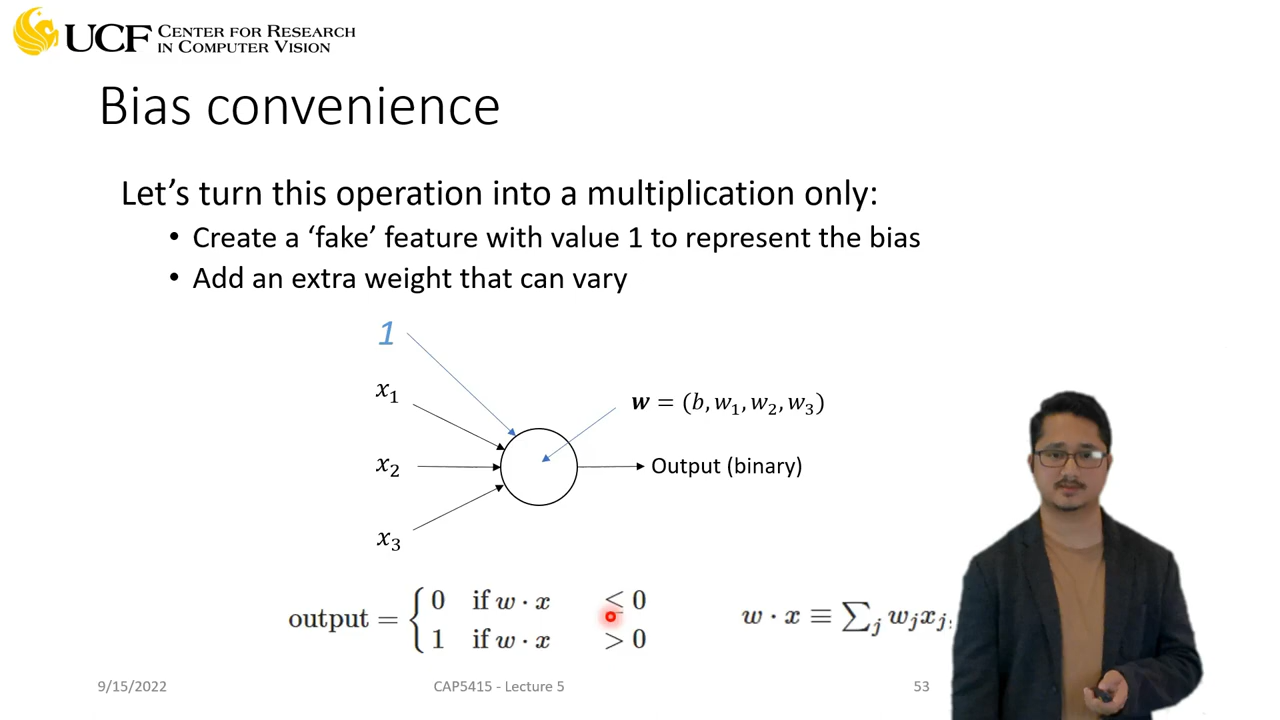 UCF CENTER FOR RESEARCH
IN COMPUTER VISION
Bias convenience
Let's turn this operation into a multiplication only:
• Create a 'fake' feature with value 1 to represent the bias
• Add an extra weight that can vary
1
x₁
w = (b, w₁, w₂, w₃)
x₂
Output (binary)
x₃
output = { 0 if w · x ≤ 0
1 if w · x > 0
w · x ≡ ∑ⱼ wⱼxⱼ
9/15/2022
CAP5415 - Lecture 5
53